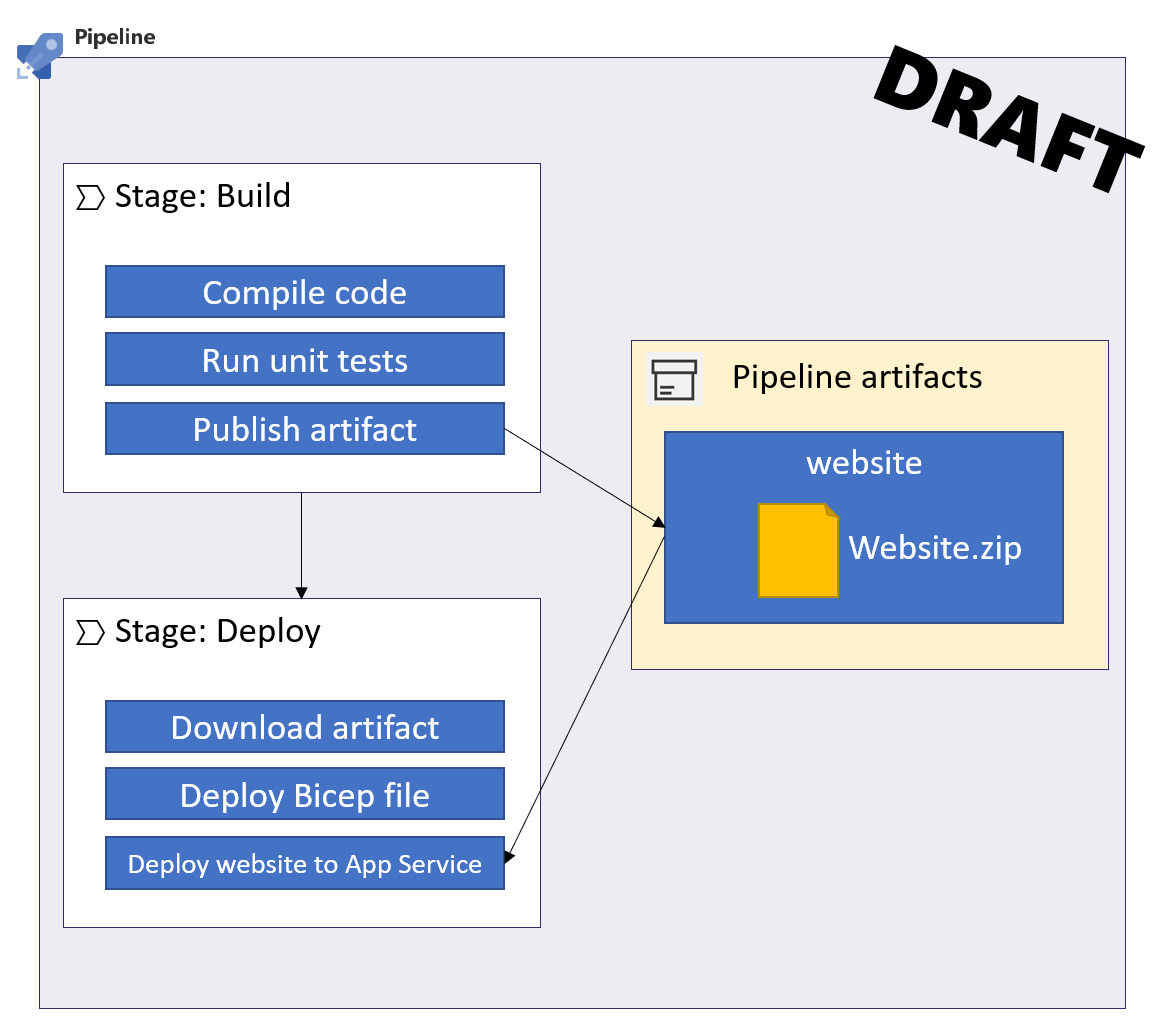 Pipeline
DRAFT
Stage: Build
Compile code
Run unit tests
Publish artifact
Pipeline artifacts
website
Website.zip
Stage: Deploy
Download artifact
Deploy Bicep file
Deploy website to App Service